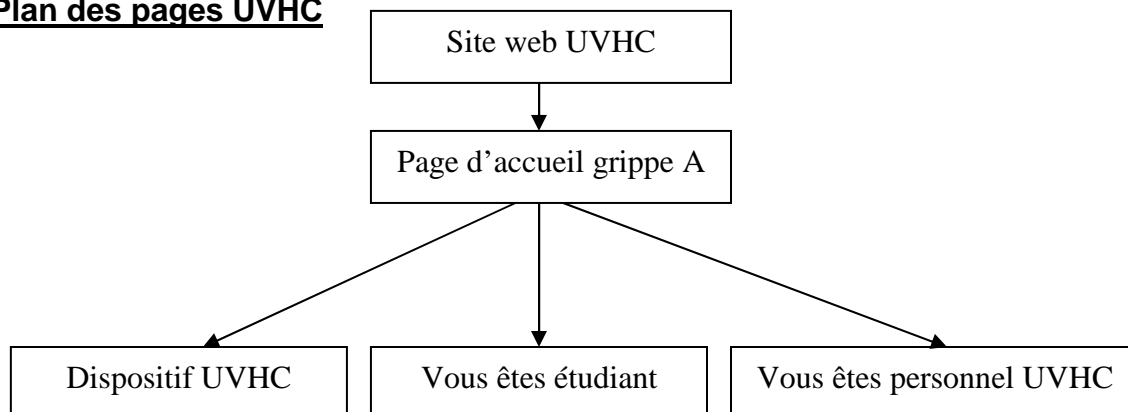 Plan des pages UVHC
Site web UVHC
Page d’accueil grippe A
Dispositif UVHC
Vous êtes étudiant
Vous êtes personnel UVHC